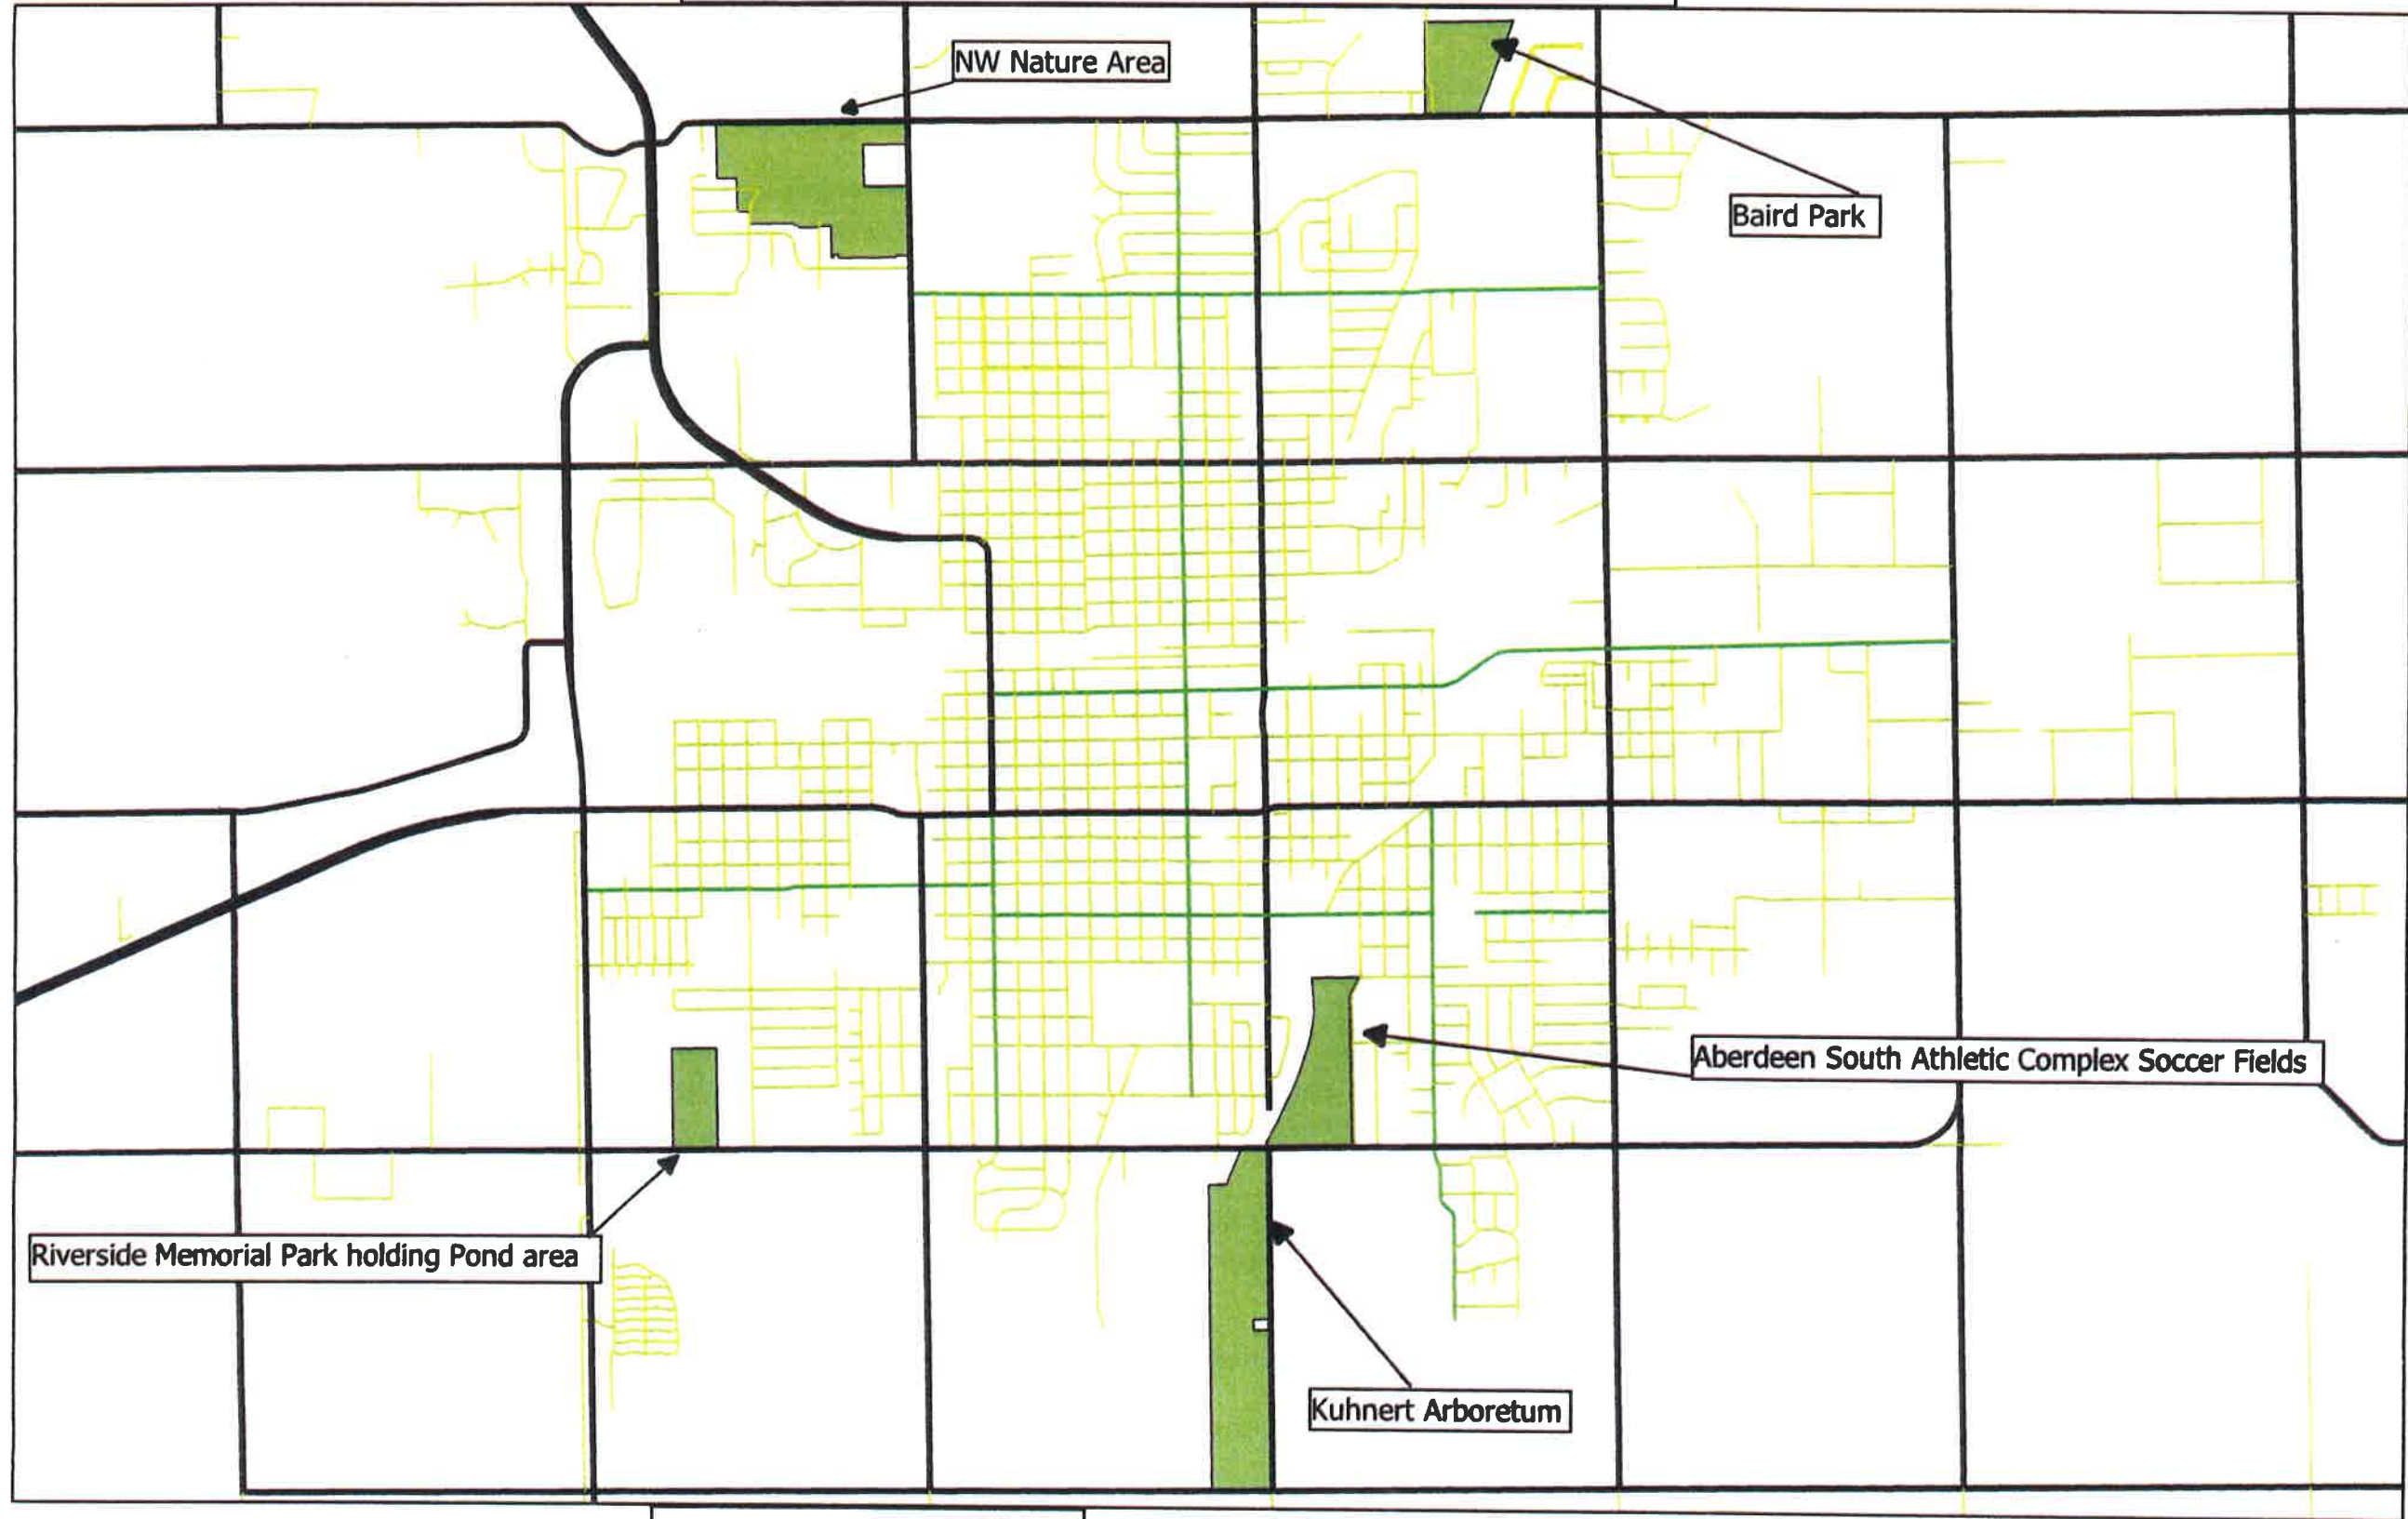 NW Nature Area
Baird Park
Aberdeen South Athletic Complex Soccer Fields
Riverside Memorial Park holding Pond area
Kuhnert Arboretum